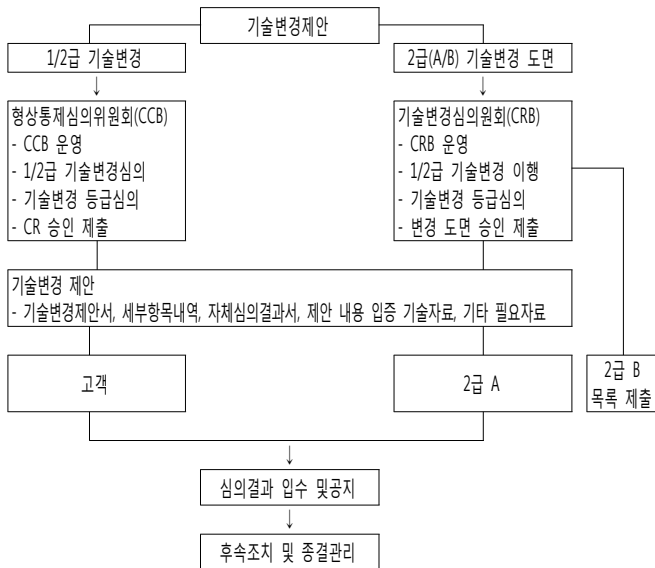 기술변경제안
1/2급 기술변경
2급(A/B) 기술변경 도면
형상통제심의위원회(CCB)
- CCB 운영
- 1/2급 기술변경심의
- 기술변경 등급심의
- CR 승인 제출
기술변경심의원회(CRB)
- CRB 운영
- 1/2급 기술변경 이행
- 기술변경 등급심의
- 변경 도면 승인 제출
기술변경 제안
- 기술변경제안서, 세부항목내역, 자체심의결과서, 제안 내용 입증 기술자료, 기타 필요자료
고객
2급 A
2급 B
목록 제출
심의결과 입수 및공지
후속조치 및 종결관리